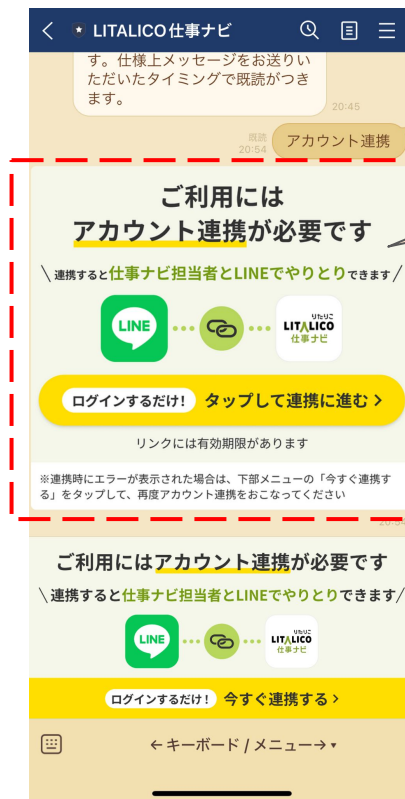 LITALICO仕事ナビ
す。仕様上メッセージをお送りい
ただいたタイミングで既読がつき
ます。
20:45
既読
20:54
アカウント連携
ご利用には
アカウント連携が必要です
\連携すると仕事ナビ担当者とLINEでやりとりできます/
LINE
りたりこ
LITALICO
仕事ナビ
ログインするだけ! タップして連携に進む >
リンクには有効期限があります
※連携時にエラーが表示された場合は、下部メニューの「今すぐ連携す
る」をタップして、再度アカウント連携をおこなってください
20:54
ご利用にはアカウント連携が必要です
\連携すると仕事ナビ担当者とLINEでやりとりできます/
LINE
りたりこ
LITALICO
仕事ナビ
ログインするだけ! 今すぐ連携する >
←キーボード / メニュー→▾